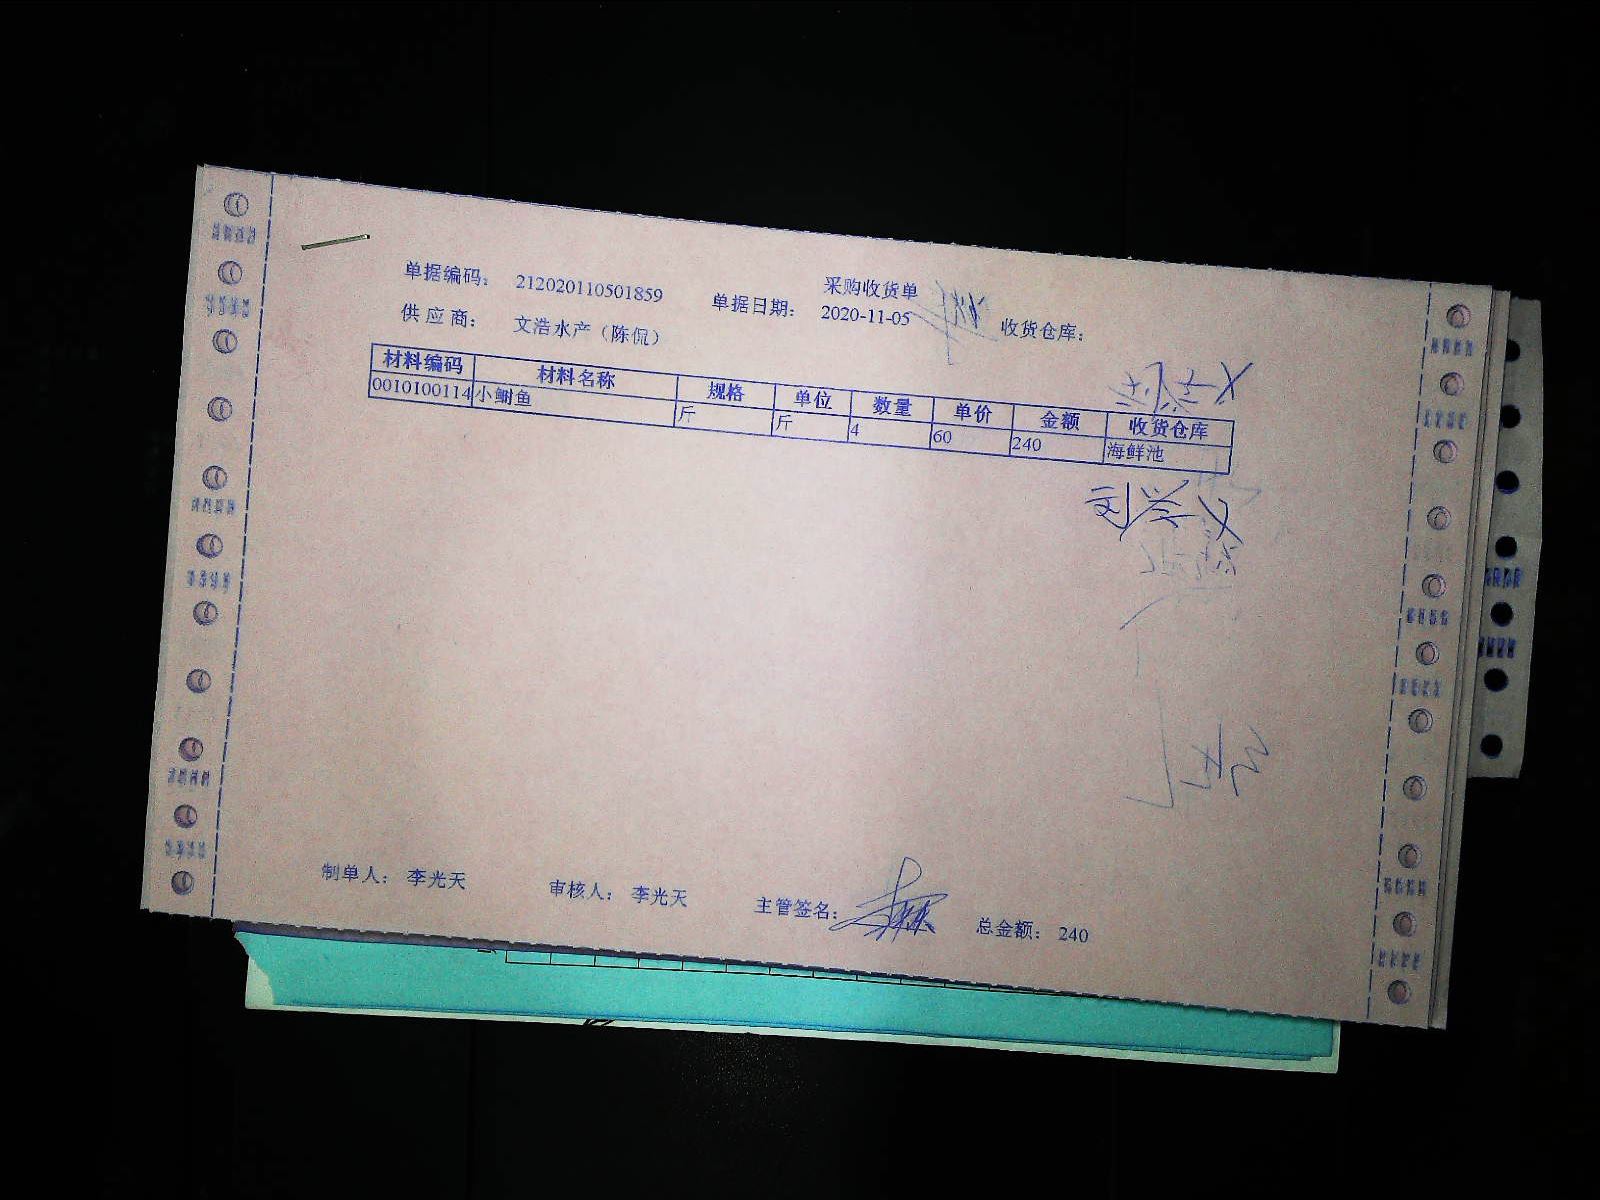 采购收货单
单据编码： 212020110501859 单据日期： 2020-11-05 收货仓库：
供应商： 文浩水产（陈侃）
材料编码 材料名称 规格 单位 数量 单价 金额 收货仓库
0010100114 小鲥鱼 斤 斤 4 60 240 海鲜池
刘学义
制单人： 李光天 审核人： 李光天 主管签名： 总金额： 240